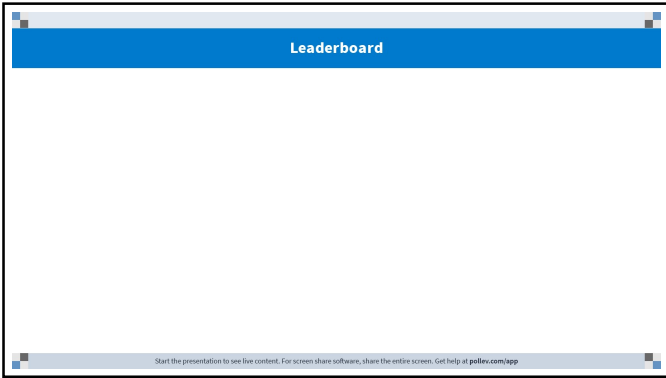 Leaderboard
Start the presentation to see live content. For screen share software, share the entire screen. Get help at pollev.com/app